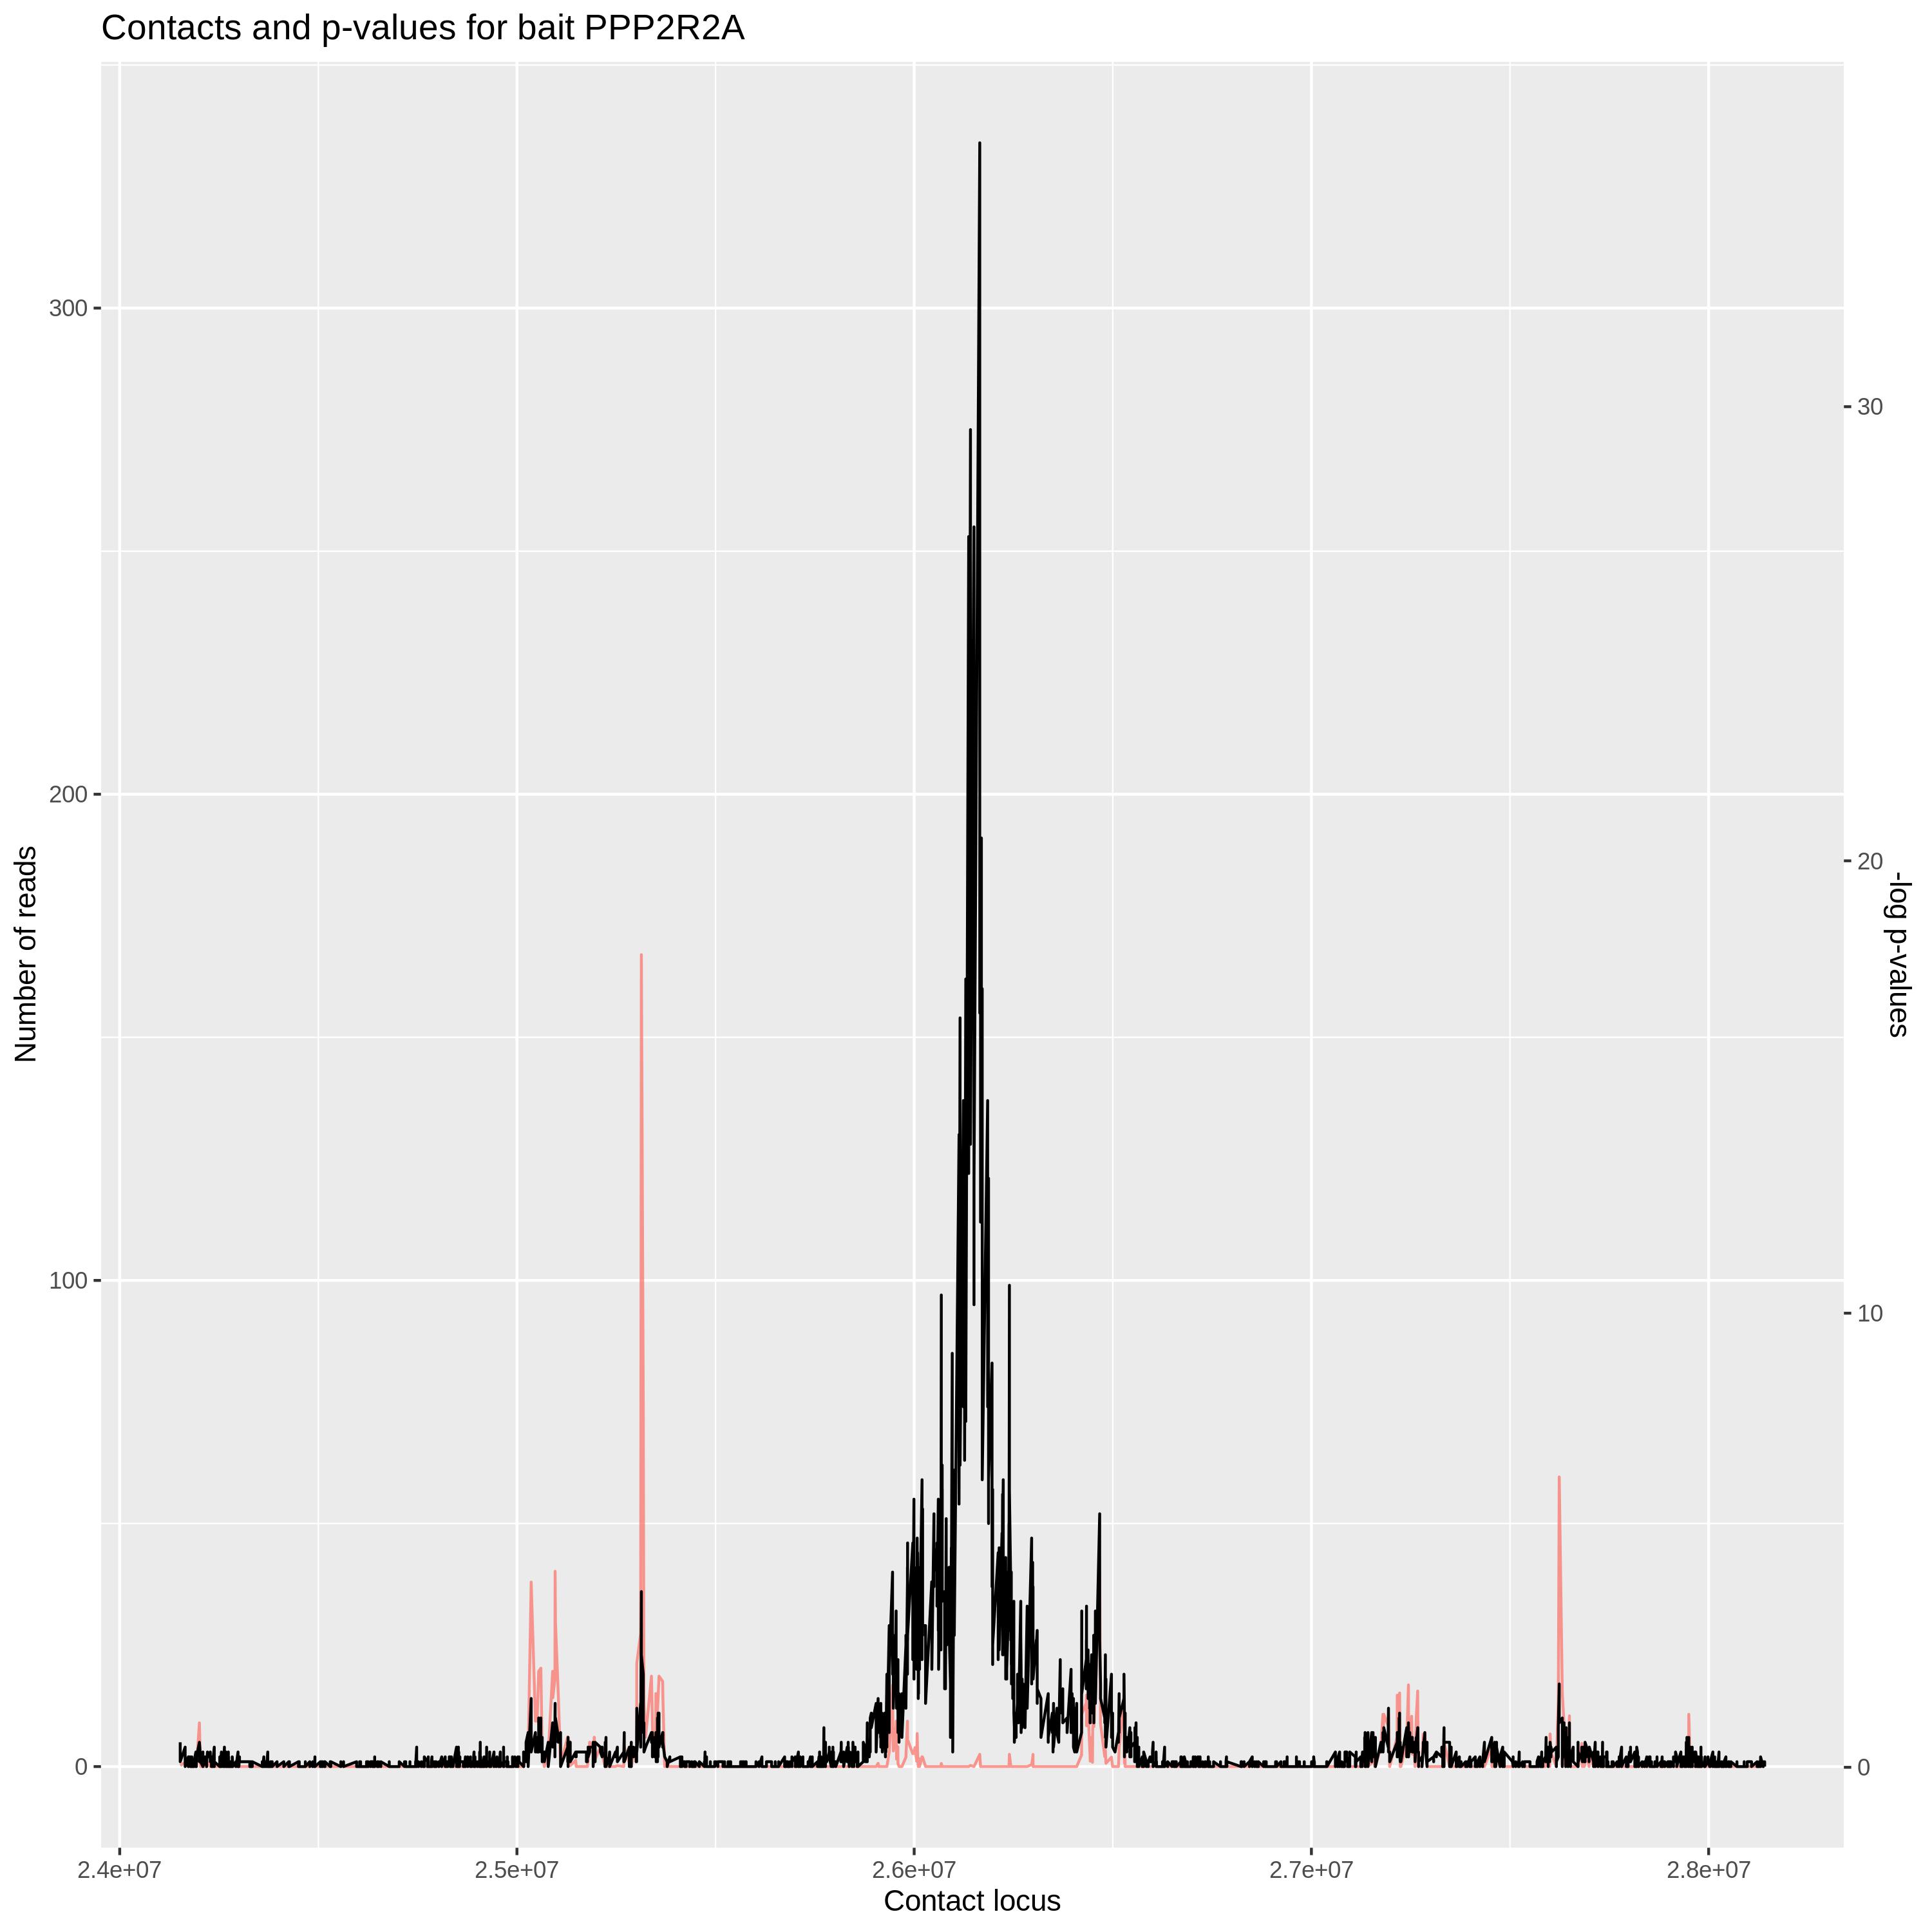 Contacts and p-values for bait PPP2R2A
Number of reads
300
200
100
0
30
20
10
0
-log p-values
2.4e+07
2.5e+07
2.6e+07
2.7e+07
2.8e+07
Contact locus